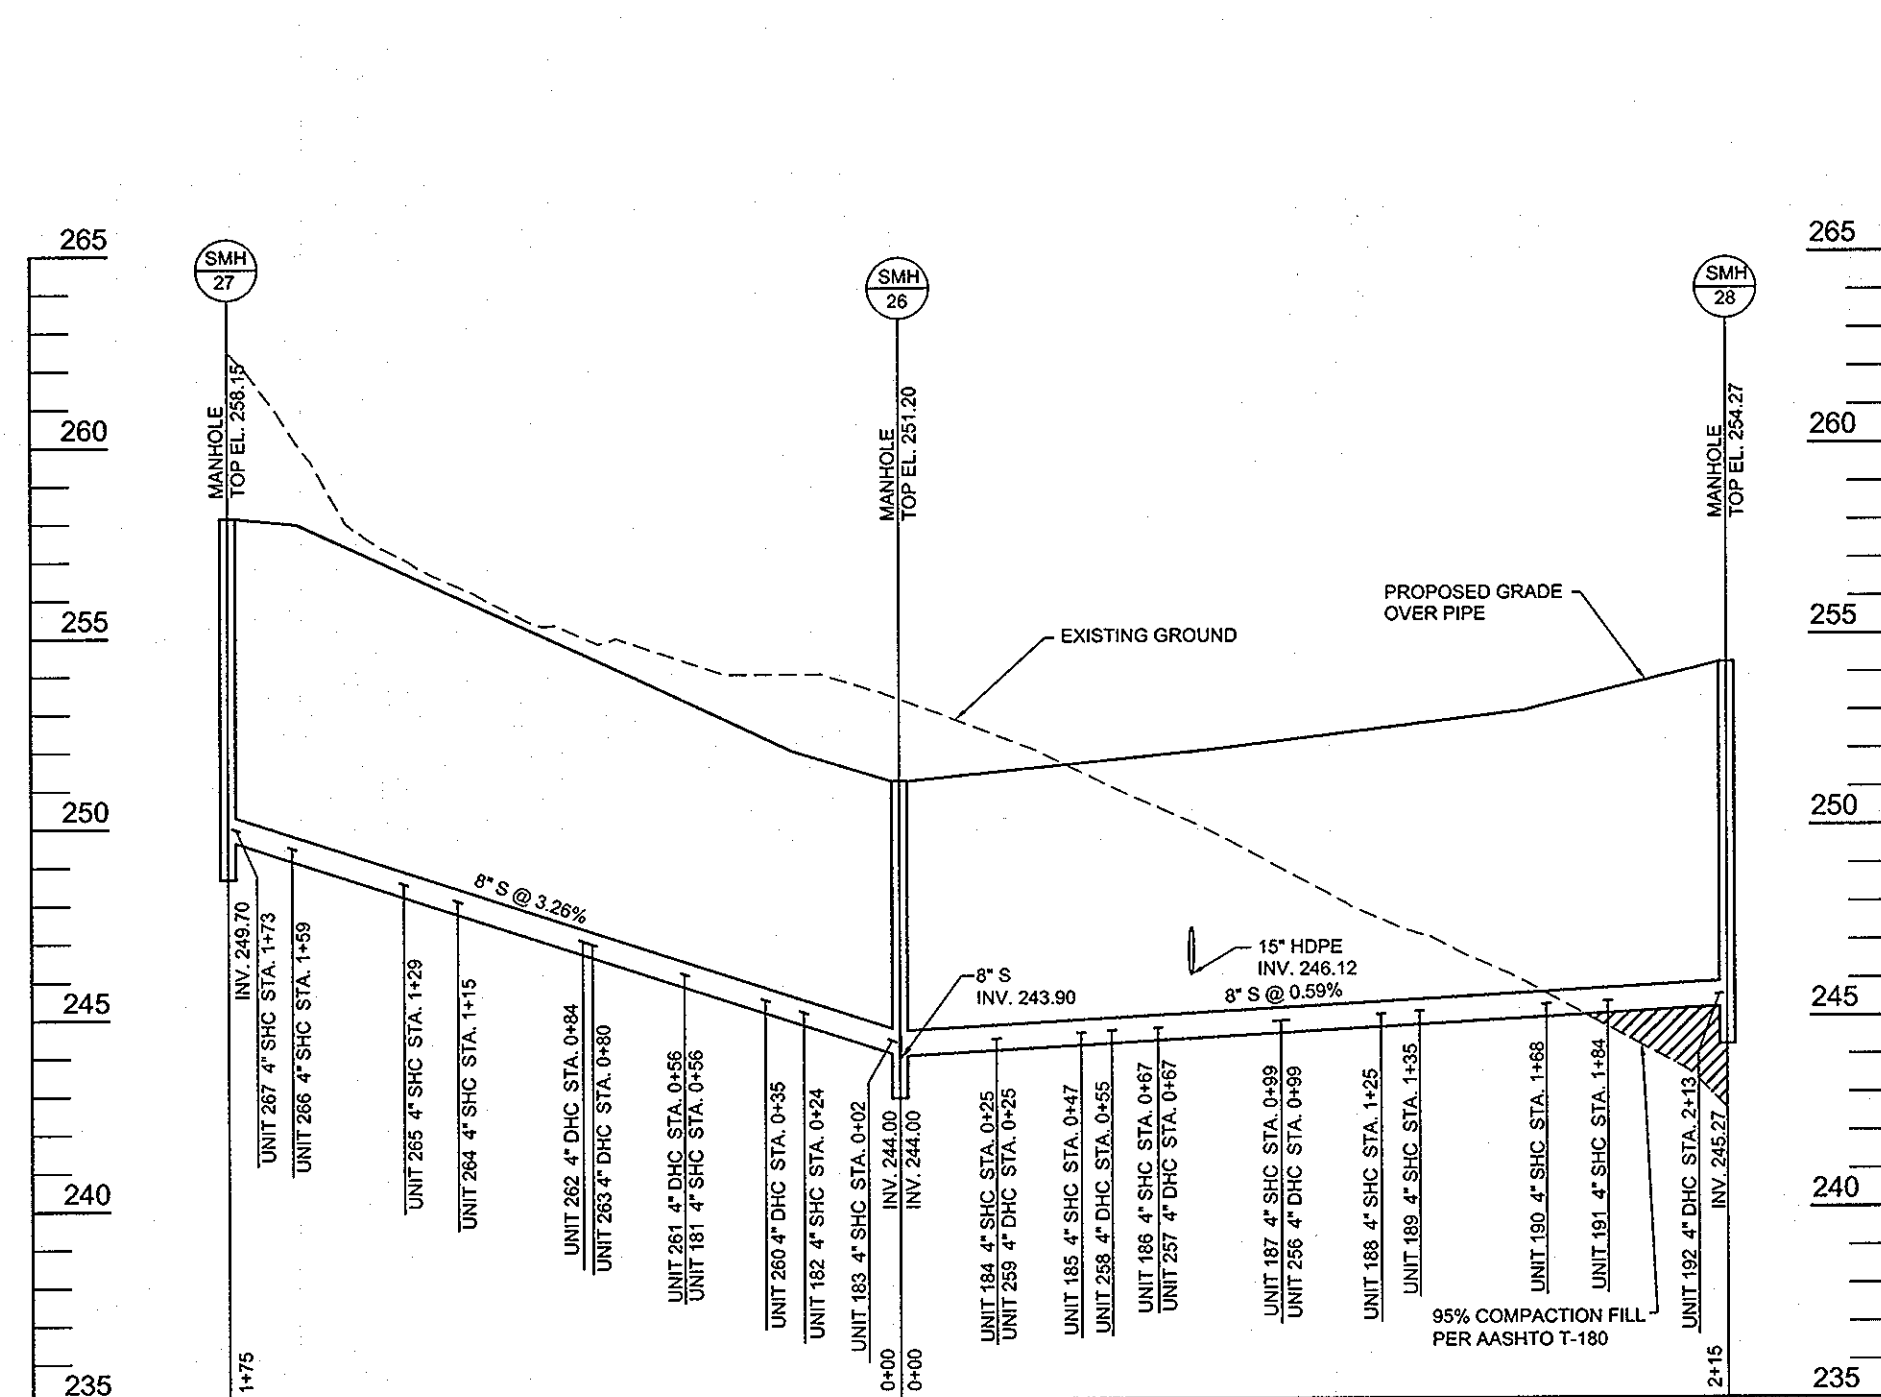 265
260
255
250
245
240
235
SMH
27
MANHOLE
TOP EL. 258.15
SMH
26
MANHOLE
TOP EL. 251.20
SMH
28
MANHOLE
TOP EL. 254.27
265
260
255
250
245
240
235
EXISTING GROUND
PROPOSED GRADE
OVER PIPE
8" S @ 3.26%
8" S
INV. 243.90
15" HDPE
INV. 246.12
8" S @ 0.59%
INV. 249.70
UNIT 267 4" SHC STA. 1+73
UNIT 266 4" SHC STA. 1+59
UNIT 265 4" SHC STA. 1+29
UNIT 264 4" SHC STA. 1+15
UNIT 262 4" DHC STA. 0+84
UNIT 263 4" DHC STA. 0+80
UNIT 261 4" DHC STA. 0+56
UNIT 181 4" SHC STA. 0+56
UNIT 260 4" DHC STA. 0+35
UNIT 182 4" SHC STA. 0+24
UNIT 183 4" SHC STA. 0+02
INV. 244.00
INV. 244.00
UNIT 184 4" SHC STA. 0+25
UNIT 259 4" DHC STA. 0+25
UNIT 185 4" SHC STA. 0+47
UNIT 258 4" DHC STA. 0+55
UNIT 186 4" SHC STA. 0+67
UNIT 257 4" DHC STA. 0+67
UNIT 187 4" SHC STA. 0+99
UNIT 256 4" DHC STA. 0+99
UNIT 188 4" SHC STA. 1+25
UNIT 189 4" SHC STA. 1+35
UNIT 190 4" SHC STA. 1+68
UNIT 191 4" SHC STA. 1+84
UNIT 192 4" DHC STA. 2+13
INV. 245.27
95% COMPACTION FILL
PER AASHTO T-180
1+75
0+00
0+00
2+15